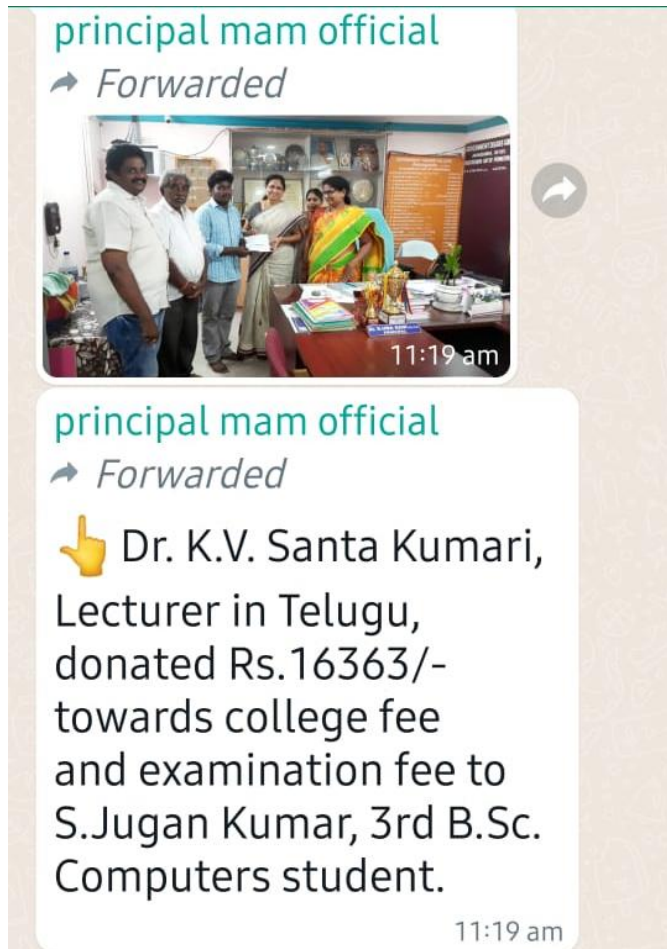 principal mam official
Forwarded
11:19 am
principal mam official
Forwarded
👆 Dr. K.V. Santa Kumari,
Lecturer in Telugu,
donated Rs.16363/-
towards college fee
and examination fee to
S.Jugan Kumar, 3rd B.Sc.
Computers student.
11:19 am